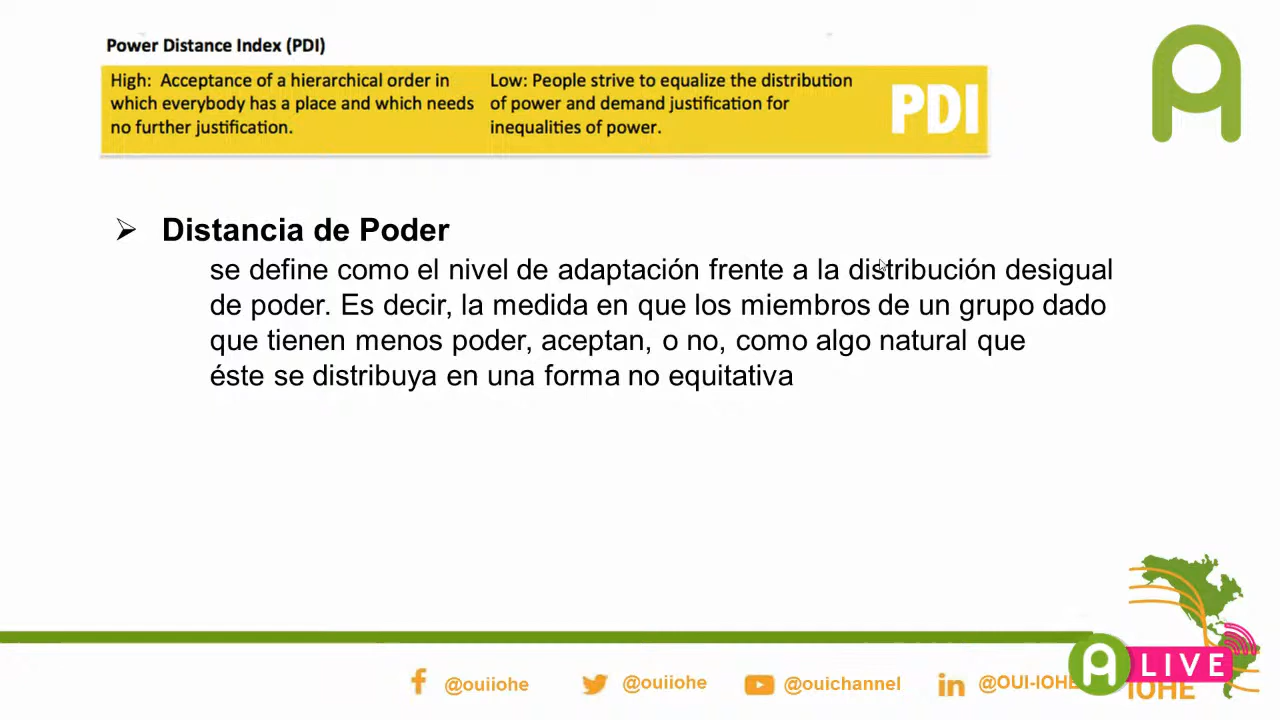 Power Distance Index (PDI)
High: Acceptance of a hierarchical order in
which everybody has a place and which needs
no further justification.
Low: People strive to equalize the distribution
of power and demand justification for
inequalities of power.
PDI
Distancia de Poder
se define como el nivel de adaptación frente a la distribución desigual
de poder. Es decir, la medida en que los miembros de un grupo dado
que tienen menos poder, aceptan, o no, como algo natural que
éste se distribuya en una forma no equitativa
@ouiiohe
@ouiiohe
@ouichannel
@OUI-IOHE
LIVE
IOHE